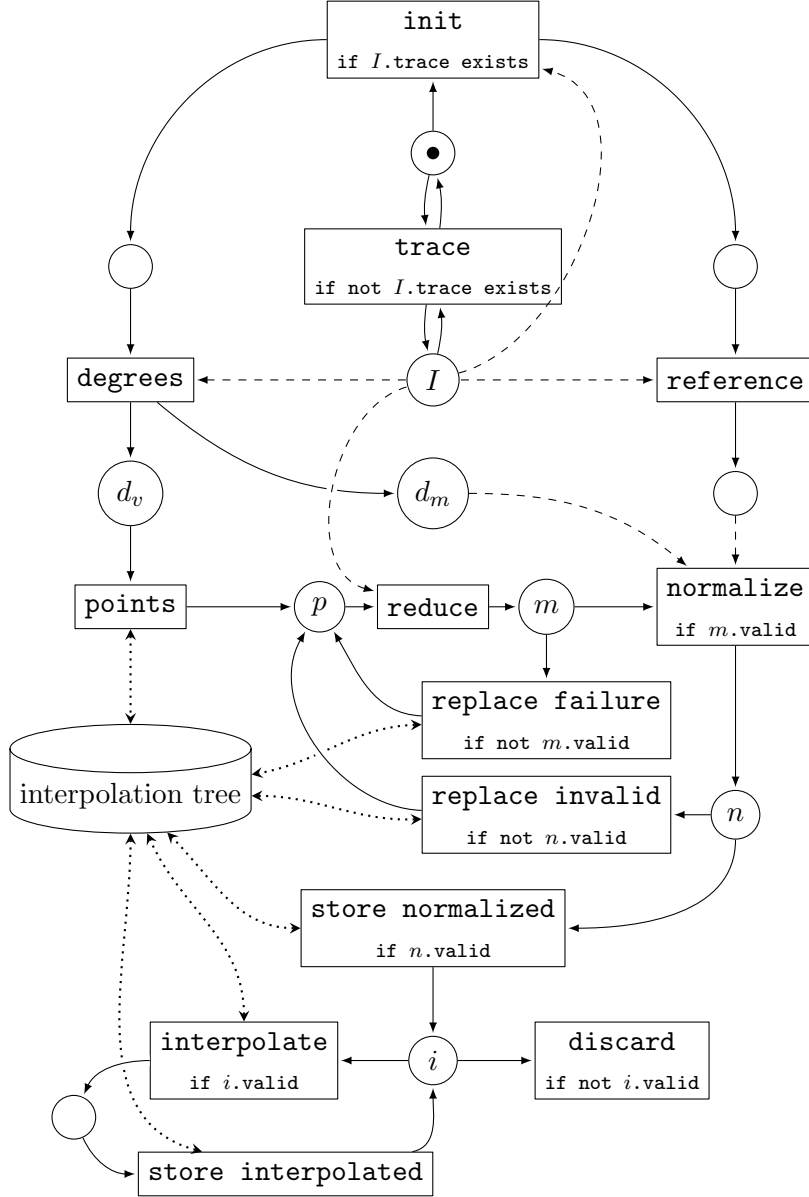 init
if I.trace exists
trace
if not I.trace exists
degrees
I
reference
d_v
d_m
points
p
reduce
m
normalize
if m.valid
replace failure
if not m.valid
interpolation tree
replace invalid
if not n.valid
n
store normalized
if n.valid
interpolate
if i.valid
i
discard
if not i.valid
store interpolated